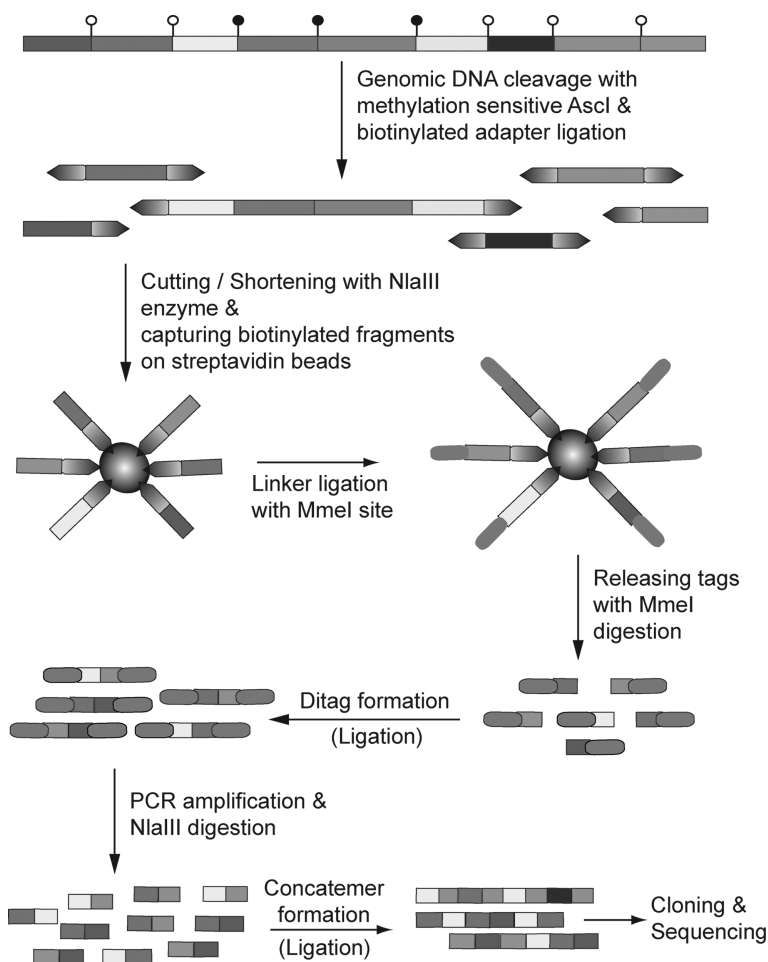 Genomic DNA cleavage with
methylation sensitive AscI &
biotinylated adapter ligation
Cutting / Shortening with NlaIII
enzyme &
capturing biotinylated fragments
on streptavidin beads
Linker ligation
with MmeI site
Releasing tags
with MmeI
digestion
Ditag formation
(Ligation)
PCR amplification &
NlaIII digestion
Concatemer
formation
(Ligation)
Cloning &
Sequencing